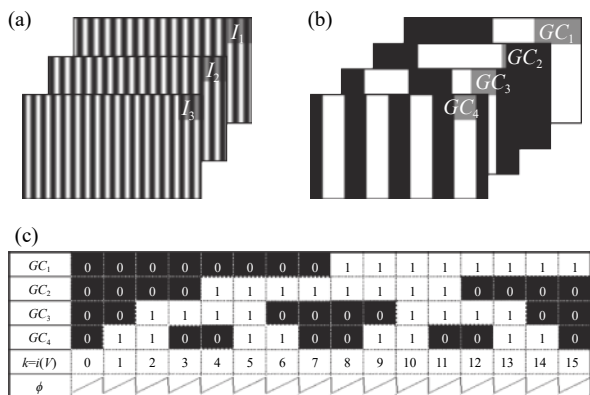 (a)
I1
I2
I3
(b)
GC1
GC2
GC3
GC4
(c)
GC1 0 0 0 0 0 0 0 0 1 1 1 1 1 1 1 1
GC2 0 0 0 0 1 1 1 1 1 1 1 1 0 0 0 0
GC3 0 0 1 1 1 1 0 0 0 0 1 1 1 1 0 0
GC4 0 1 1 0 0 1 1 0 0 1 1 0 0 1 1 0
k=i(V) 0 1 2 3 4 5 6 7 8 9 10 11 12 13 14 15
ϕ